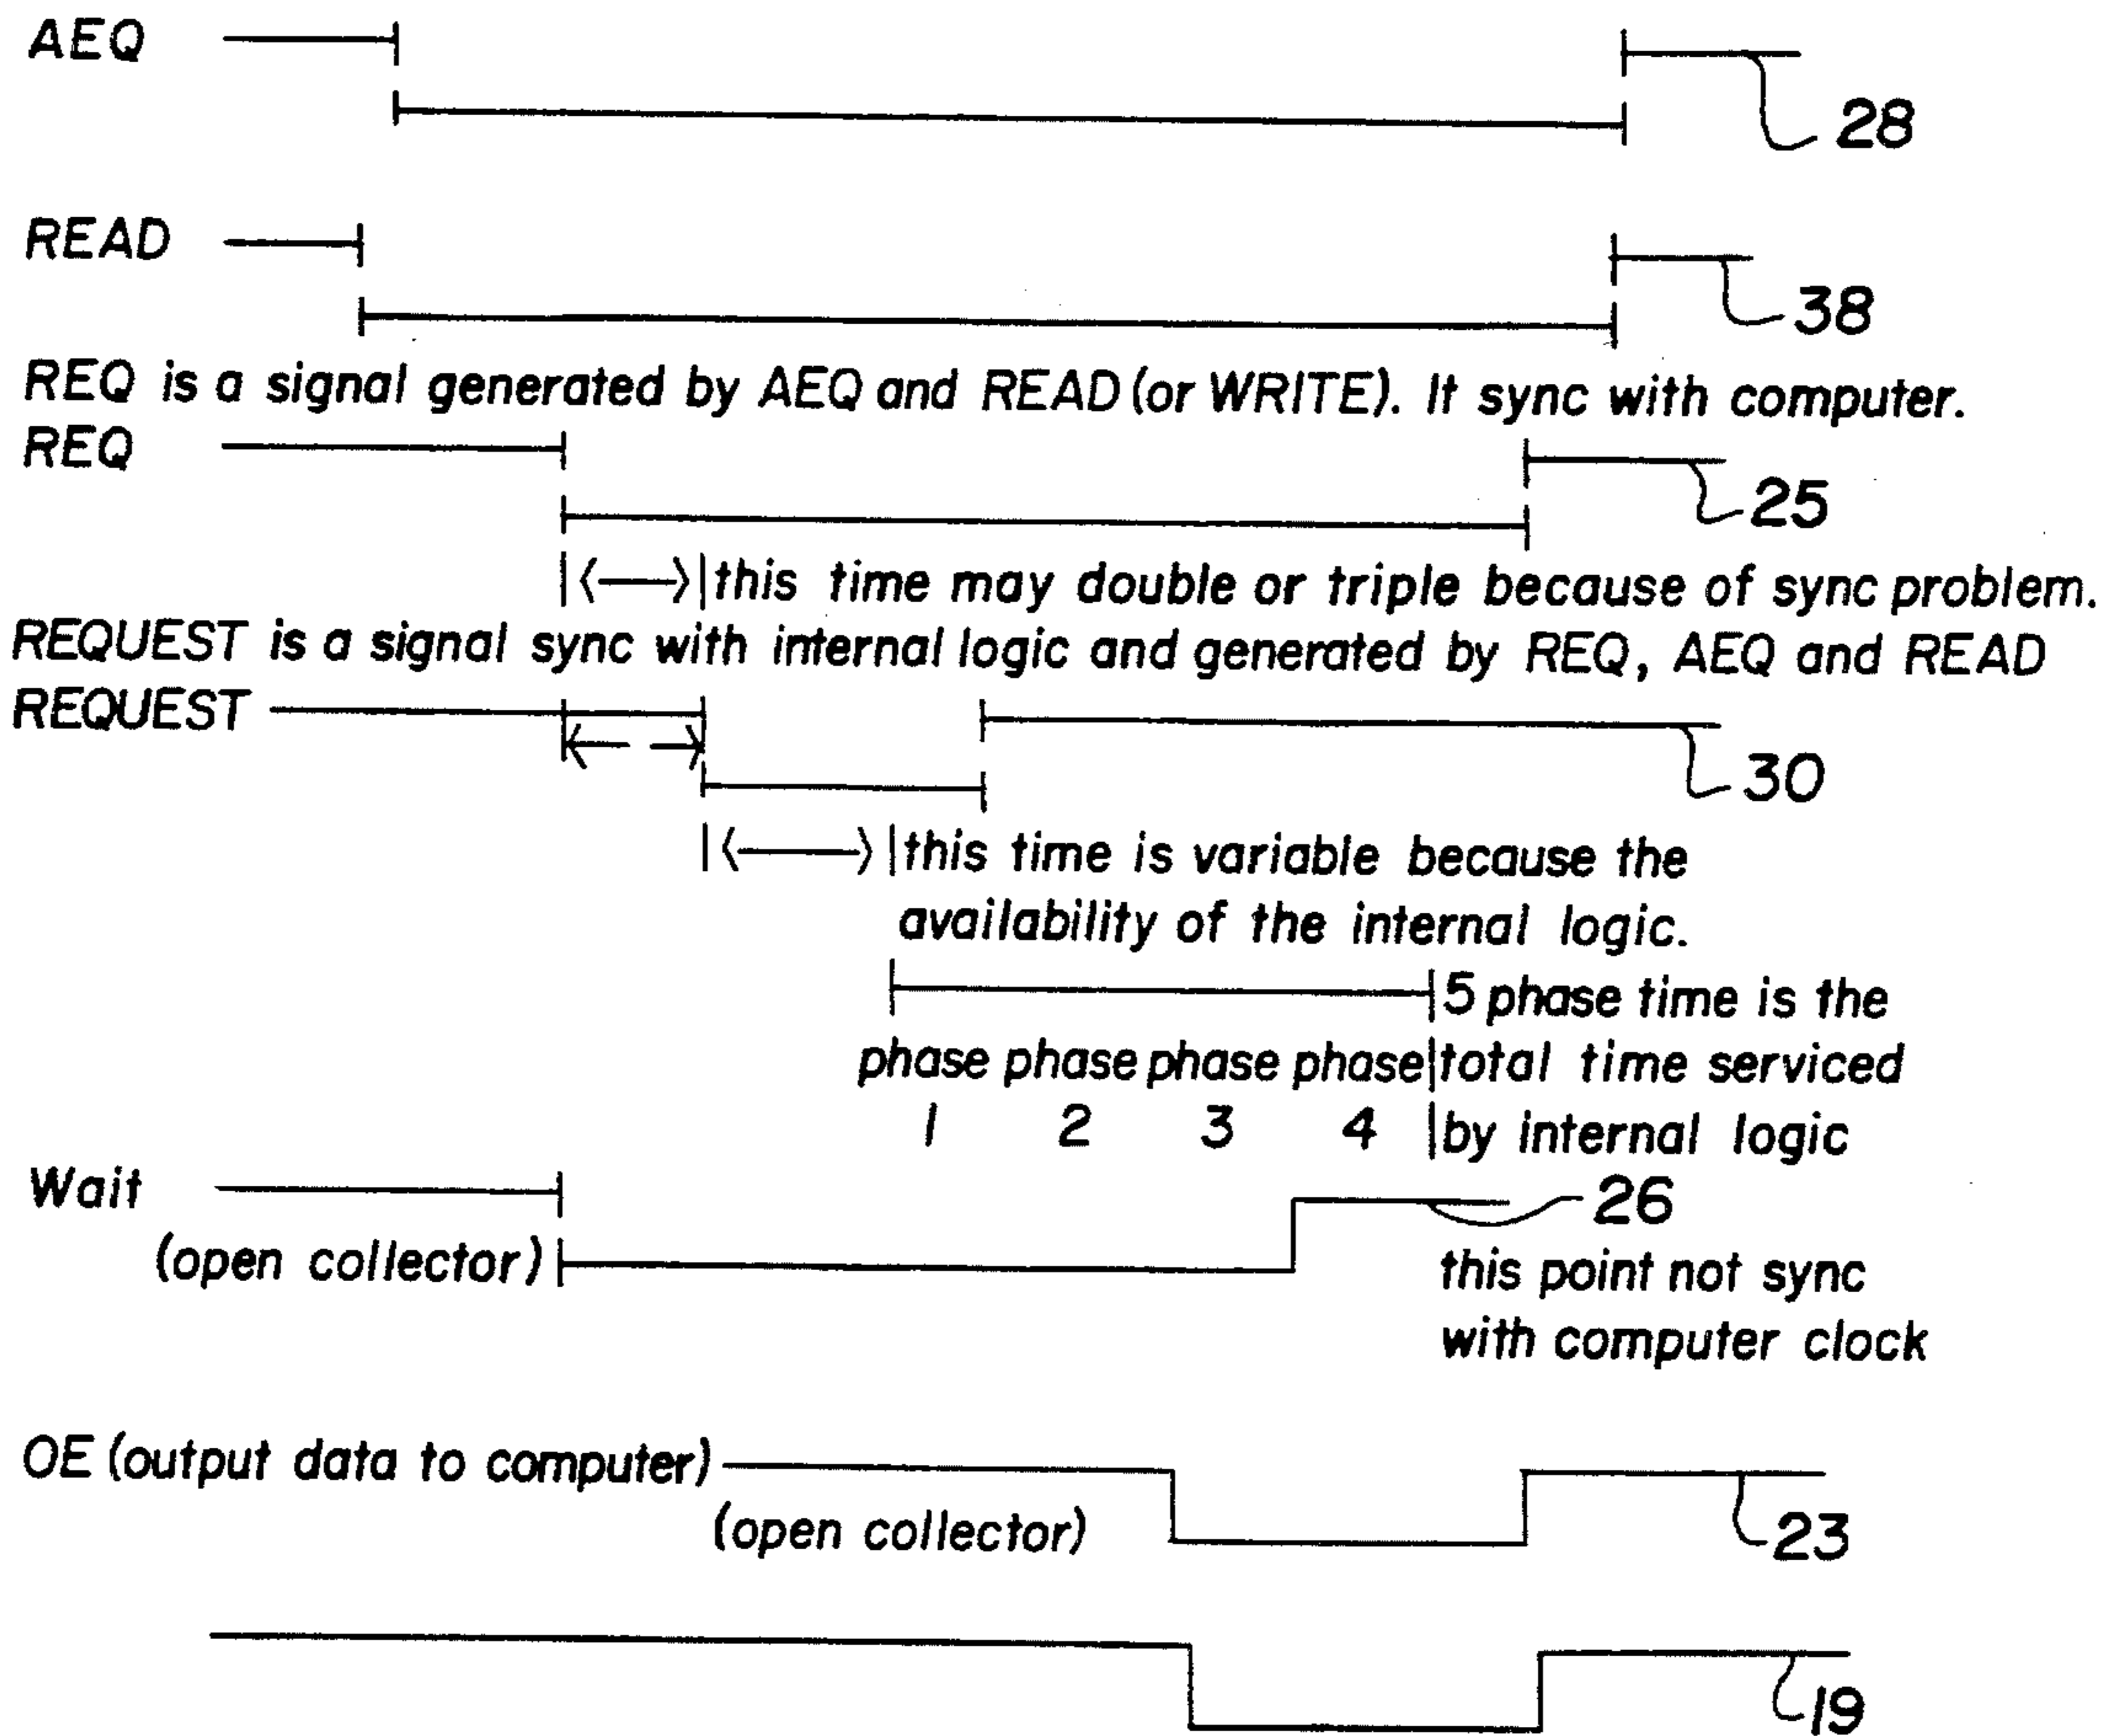 AEQ
28
READ
38
REQ is a signal generated by AEQ and READ (or WRITE). It sync with computer.
REQ
25
this time may double or triple because of sync problem.
REQUEST is a signal sync with internal logic and generated by REQ, AEQ and READ
REQUEST
30
this time is variable because the
availability of the internal logic.
5 phase time is the
phase phase phase phase total time serviced
1 2 3 4 by internal logic
Wait
26
(open collector)
this point not sync
with computer clock
OE (output data to computer)
(open collector)
23
19